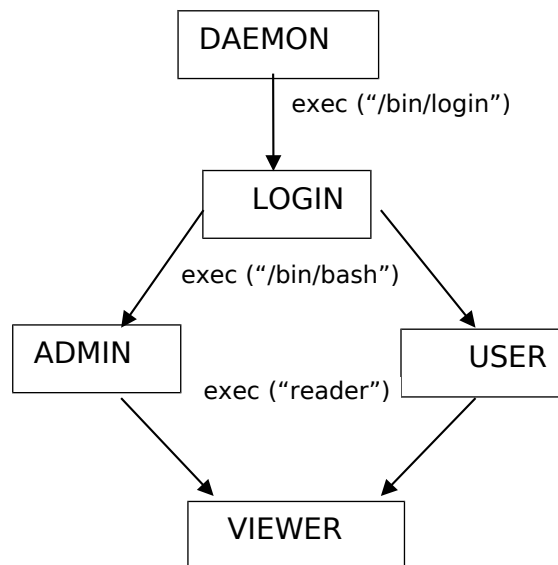 DAEMON
exec (“/bin/login”)
LOGIN
exec (“/bin/bash”)
ADMIN
USER
exec (“reader”)
VIEWER